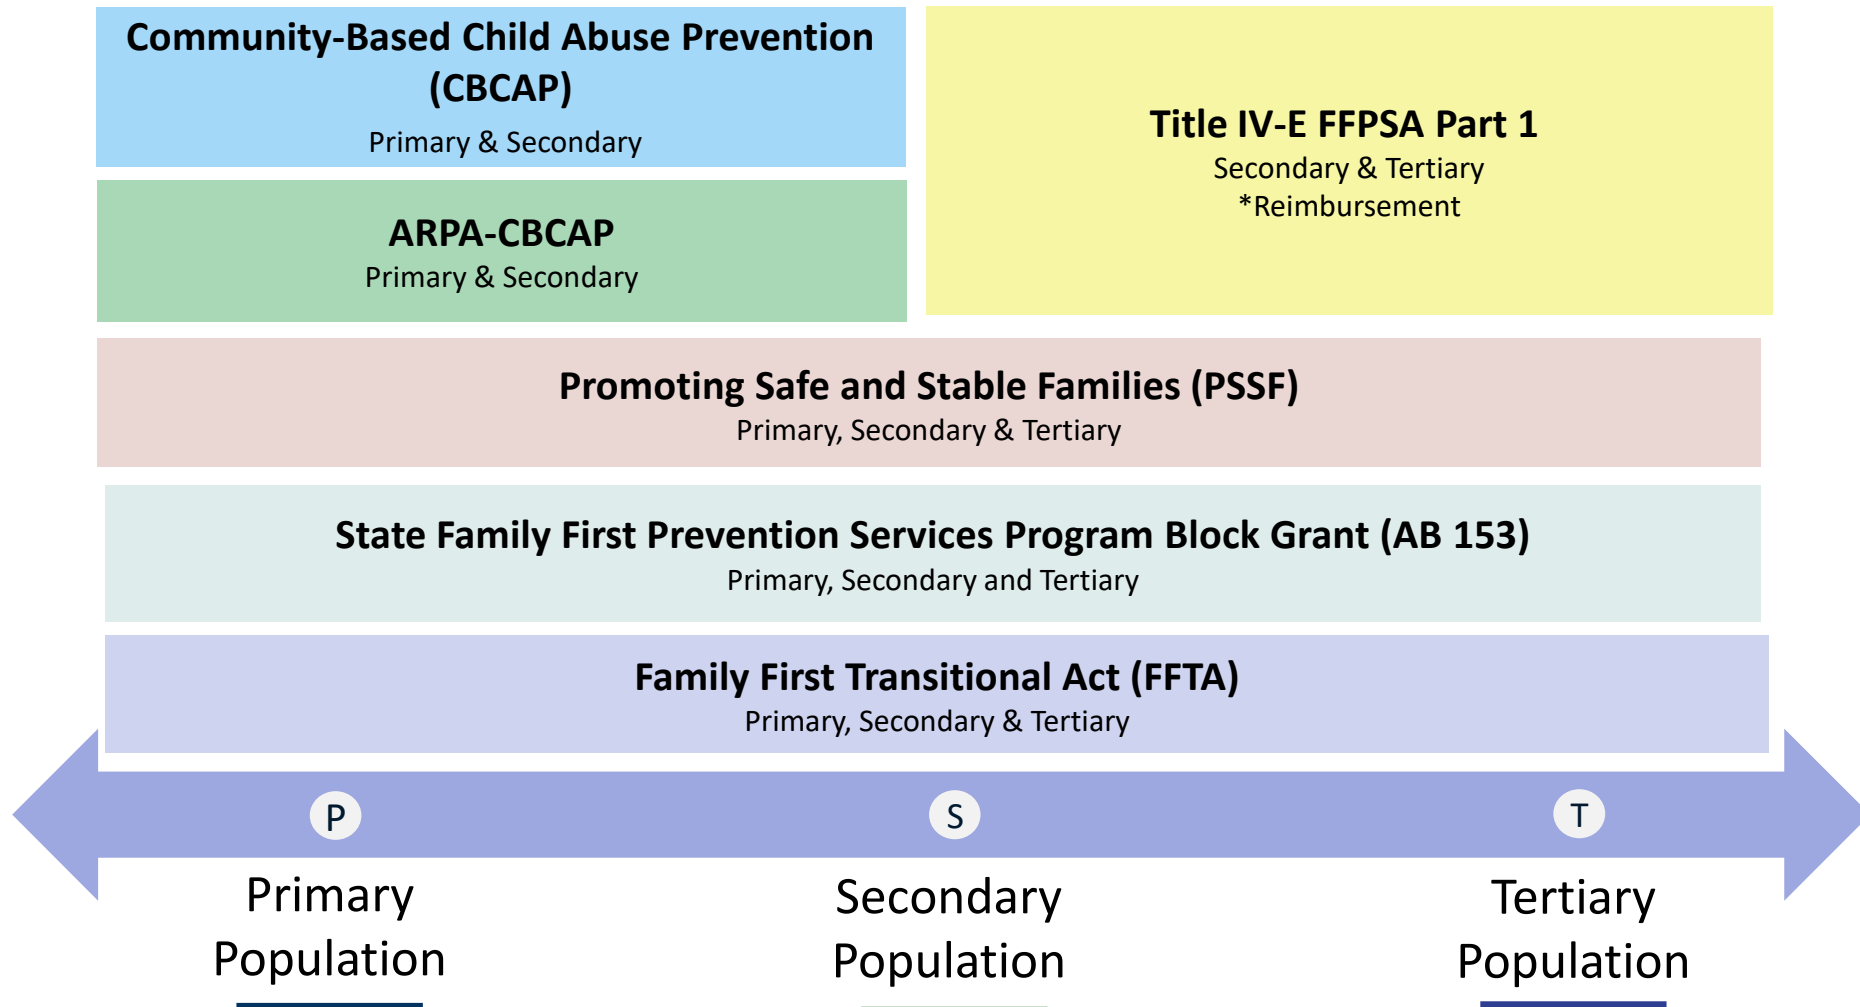 Community-Based Child Abuse Prevention
(CBCAP)
Primary & Secondary
Title IV-E FFPSA Part 1
Secondary & Tertiary
*Reimbursement
ARPA-CBCAP
Primary & Secondary
Promoting Safe and Stable Families (PSSF)
Primary, Secondary & Tertiary
State Family First Prevention Services Program Block Grant (AB 153)
Primary, Secondary and Tertiary
Family First Transitional Act (FFTA)
Primary, Secondary & Tertiary
P
S
T
Primary
Population
Secondary
Population
Tertiary
Population